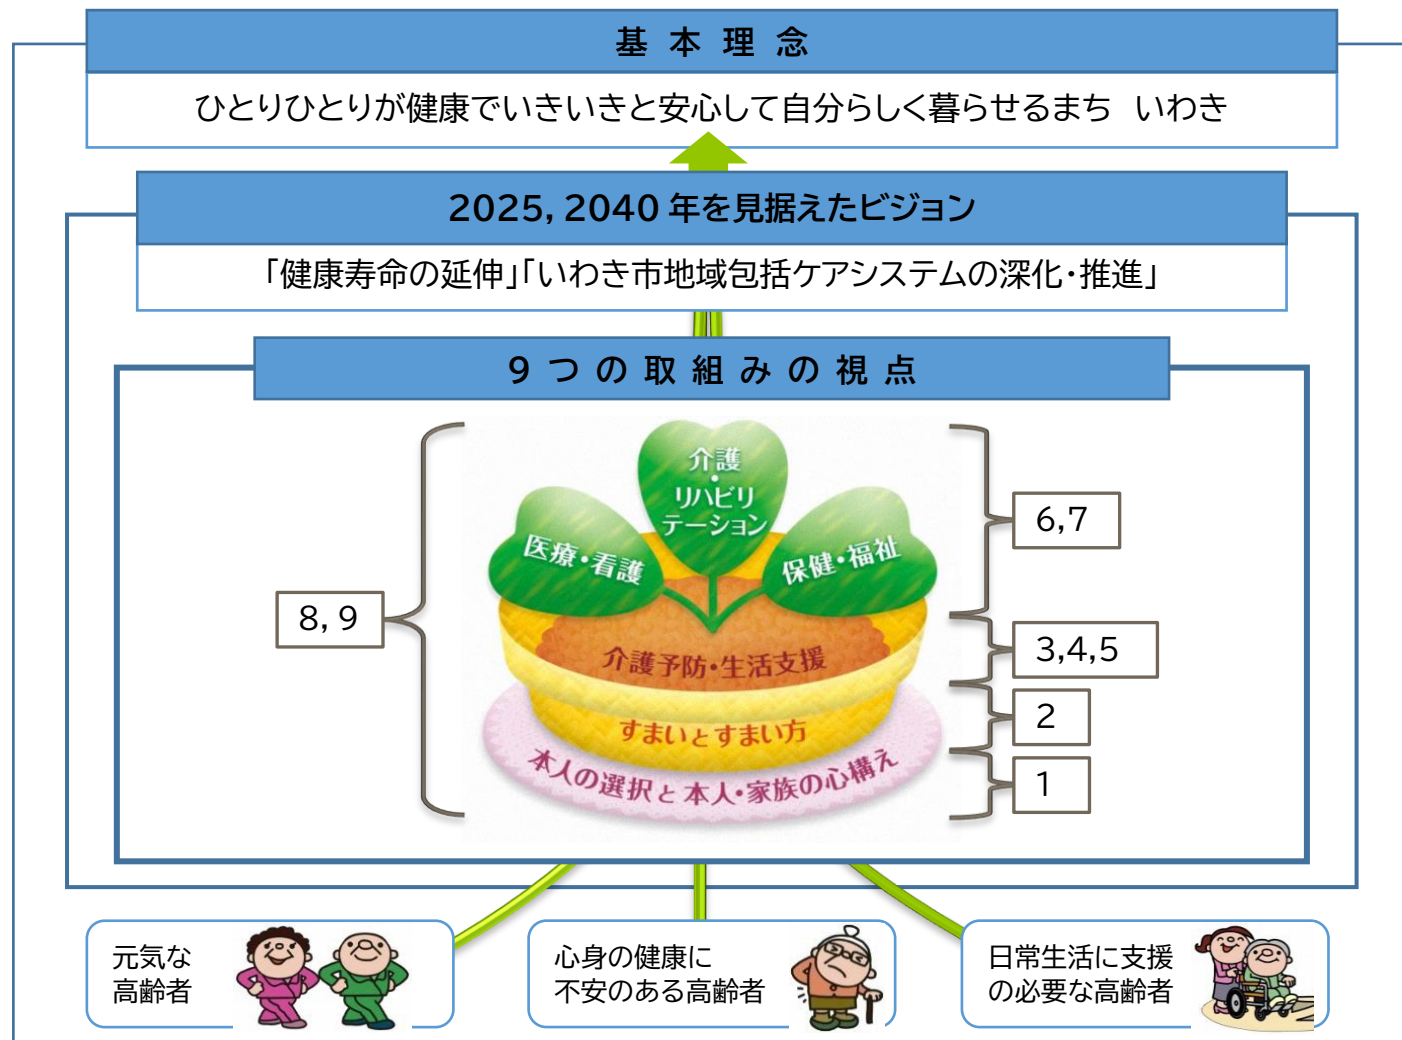 基本理念
ひとりひとりが健康でいきいきと安心して自分らしく暮らせるまち　いわき
2025, 2040 年を見据えたビジョン
「健康寿命の延伸」「いわき市地域包括ケアシステムの深化・推進」
9つの取組みの視点
介護
・
リハビリ
テーション
医療・看護
保健・福祉
介護予防・生活支援
すまいとすまい方
本人の選択と本人・家族の心構え
8, 9
6,7
3,4,5
2
1
元気な
高齢者
心身の健康に
不安のある高齢者
日常生活に支援
の必要な高齢者